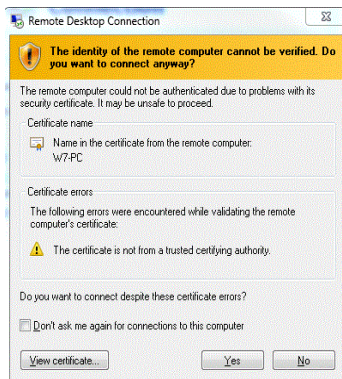 Remote Desktop Connection
The identity of the remote computer cannot be verified. Do
you want to connect anyway?
The remote computer could not be authenticated due to problems with its
security certificate. It may be unsafe to proceed.
Certificate name
Name in the certificate from the remote computer:
W7-PC
Certificate errors
The following errors were encountered while validating the remote
computer's certificate:
The certificate is not from a trusted certifying authority.
Do you want to connect despite these certificate errors?
Don't ask me again for connections to this computer
View certificate... Yes No